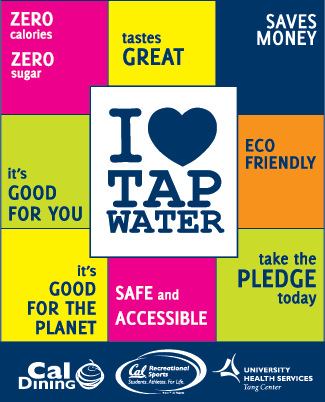 ZERO
calories
ZERO
sugar
tastes
GREAT
SAVES
MONEY
I
TAP
WATER
it's
GOOD
FOR YOU
ECO
FRIENDLY
it's
GOOD
FOR THE
PLANET
SAFE and
ACCESSIBLE
take the
PLEDGE
today
Cal
DINING
Cal Recreational
Sports
Students. Athletes. For Life.
UNIVERSITY
HEALTH SERVICES
Tang Center